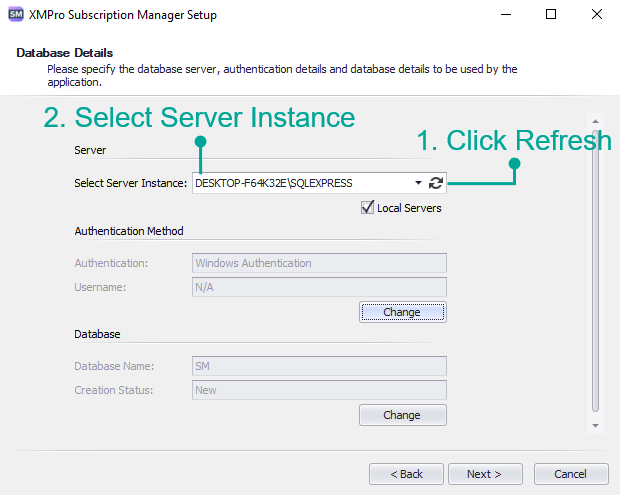 SM XMPro Subscription Manager Setup
Database Details
Please specify the database server, authentication details and database details to be used by the
application.
2. Select Server Instance
1. Click Refresh
Server
Select Server Instance: DESKTOP-F64K32E\SQLEXPRESS
Local Servers
Authentication Method
Authentication: Windows Authentication
Username: N/A
Change
Database
Database Name: SM
Creation Status: New
Change
< Back Next > Cancel